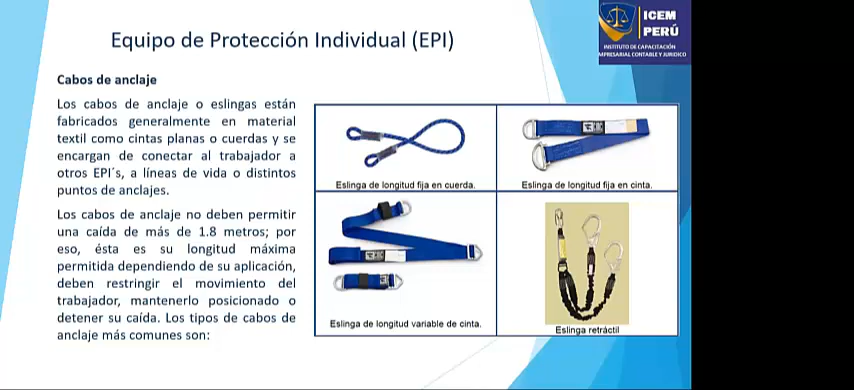 Equipo de Protección Individual (EPI)
ICEM
PERÚ
INSTITUTO DE CAPACITACIÓN
EMPRESARIAL CONTABLE Y JURIDICO
Cabos de anclaje
Los cabos de anclaje o eslingas están
fabricados generalmente en material
textil como cintas planas o cuerdas y se
encargan de conectar al trabajador a
otros EPI´s, a líneas de vida o distintos
puntos de anclajes.
Los cabos de anclaje no deben permitir
una caída de más de 1.8 metros; por
eso, ésta es su longitud máxima
permitida dependiendo de su aplicación,
deben restringir el movimiento del
trabajador, mantenerlo posicionado o
detener su caída. Los tipos de cabos de
anclaje más comunes son:
Eslinga de longitud fija en cuerda.
Eslinga de longitud fija en cinta.
Eslinga de longitud variable de cinta.
Eslinga retráctil